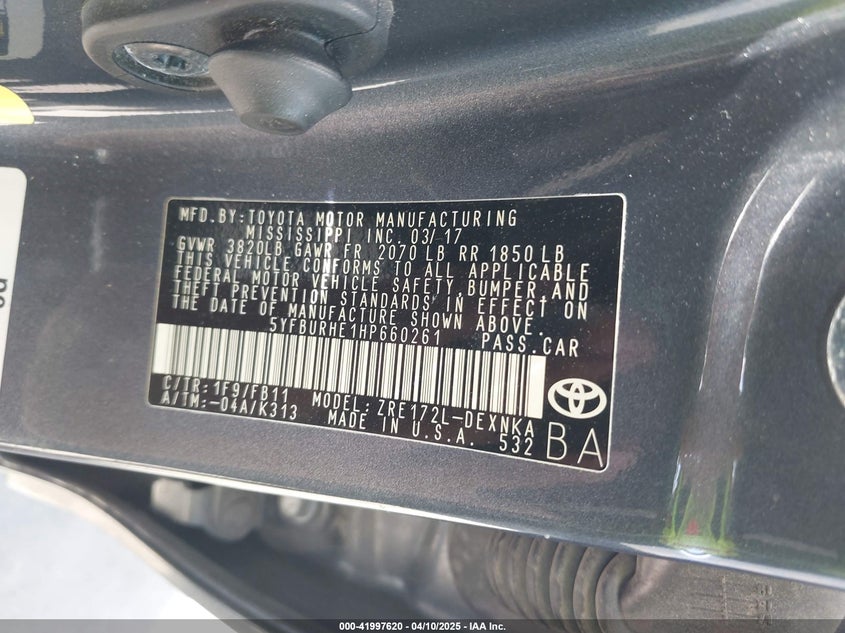 MFD.BY:TOYOTA MOTOR MANUFACTURING
MISSISSIPPI, INC. 03/17
GVWR 3820LB GAWR FR 2070 LB RR 1850 LB
THIS VEHICLE CONFORMS TO ALL APPLICABLE
FEDERAL MOTOR VEHICLE SAFETY, BUMPER, AND
THEFT PREVENTION STANDARDS IN EFFECT ON
THE DATE OF MANUFACTURE SHOWN ABOVE.
5YFBURHE1HP660261 PASS.CAR
C/TR:1F9/FB11 MODEL:ZRE172L-DEXNKA
A/TM:-04A/K313 MADE IN U.S.A. 532
BA
000-41997620 - 04/10/2025 - IAA Inc.